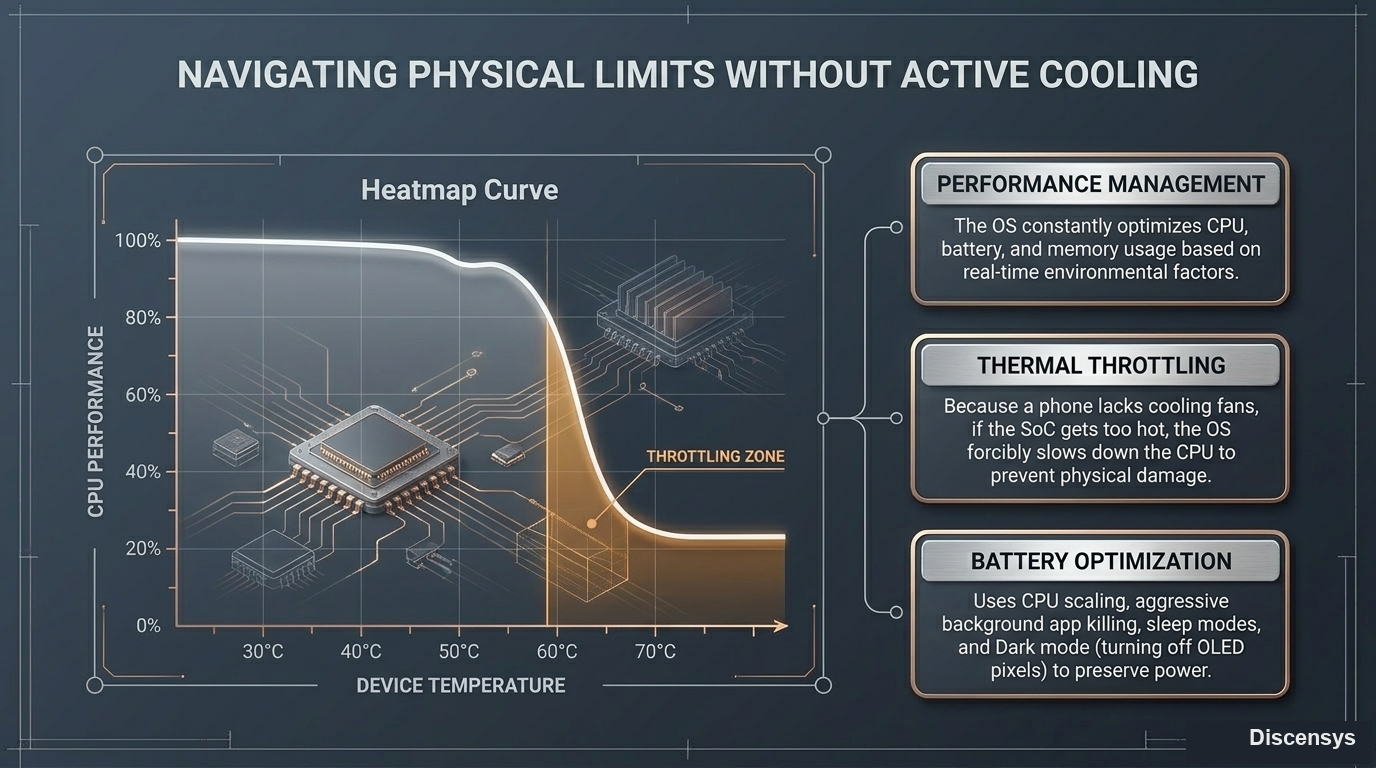 NAVIGATING PHYSICAL LIMITS WITHOUT ACTIVE COOLING
Heatmap Curve
CPU PERFORMANCE
100%
80%
60%
40%
20%
0%
THROTTLING ZONE
30°C
40°C
50°C
60°C
70°C
DEVICE TEMPERATURE
PERFORMANCE MANAGEMENT
The OS constantly optimizes CPU,
battery, and memory usage based on
real-time environmental factors.
THERMAL THROTTLING
Because a phone lacks cooling fans,
if the SoC gets too hot, the OS
forcibly slows down the CPU to
prevent physical damage.
BATTERY OPTIMIZATION
Uses CPU scaling, aggressive
background app killing, sleep modes,
and Dark mode (turning off OLED
pixels) to preserve power.
Discensys